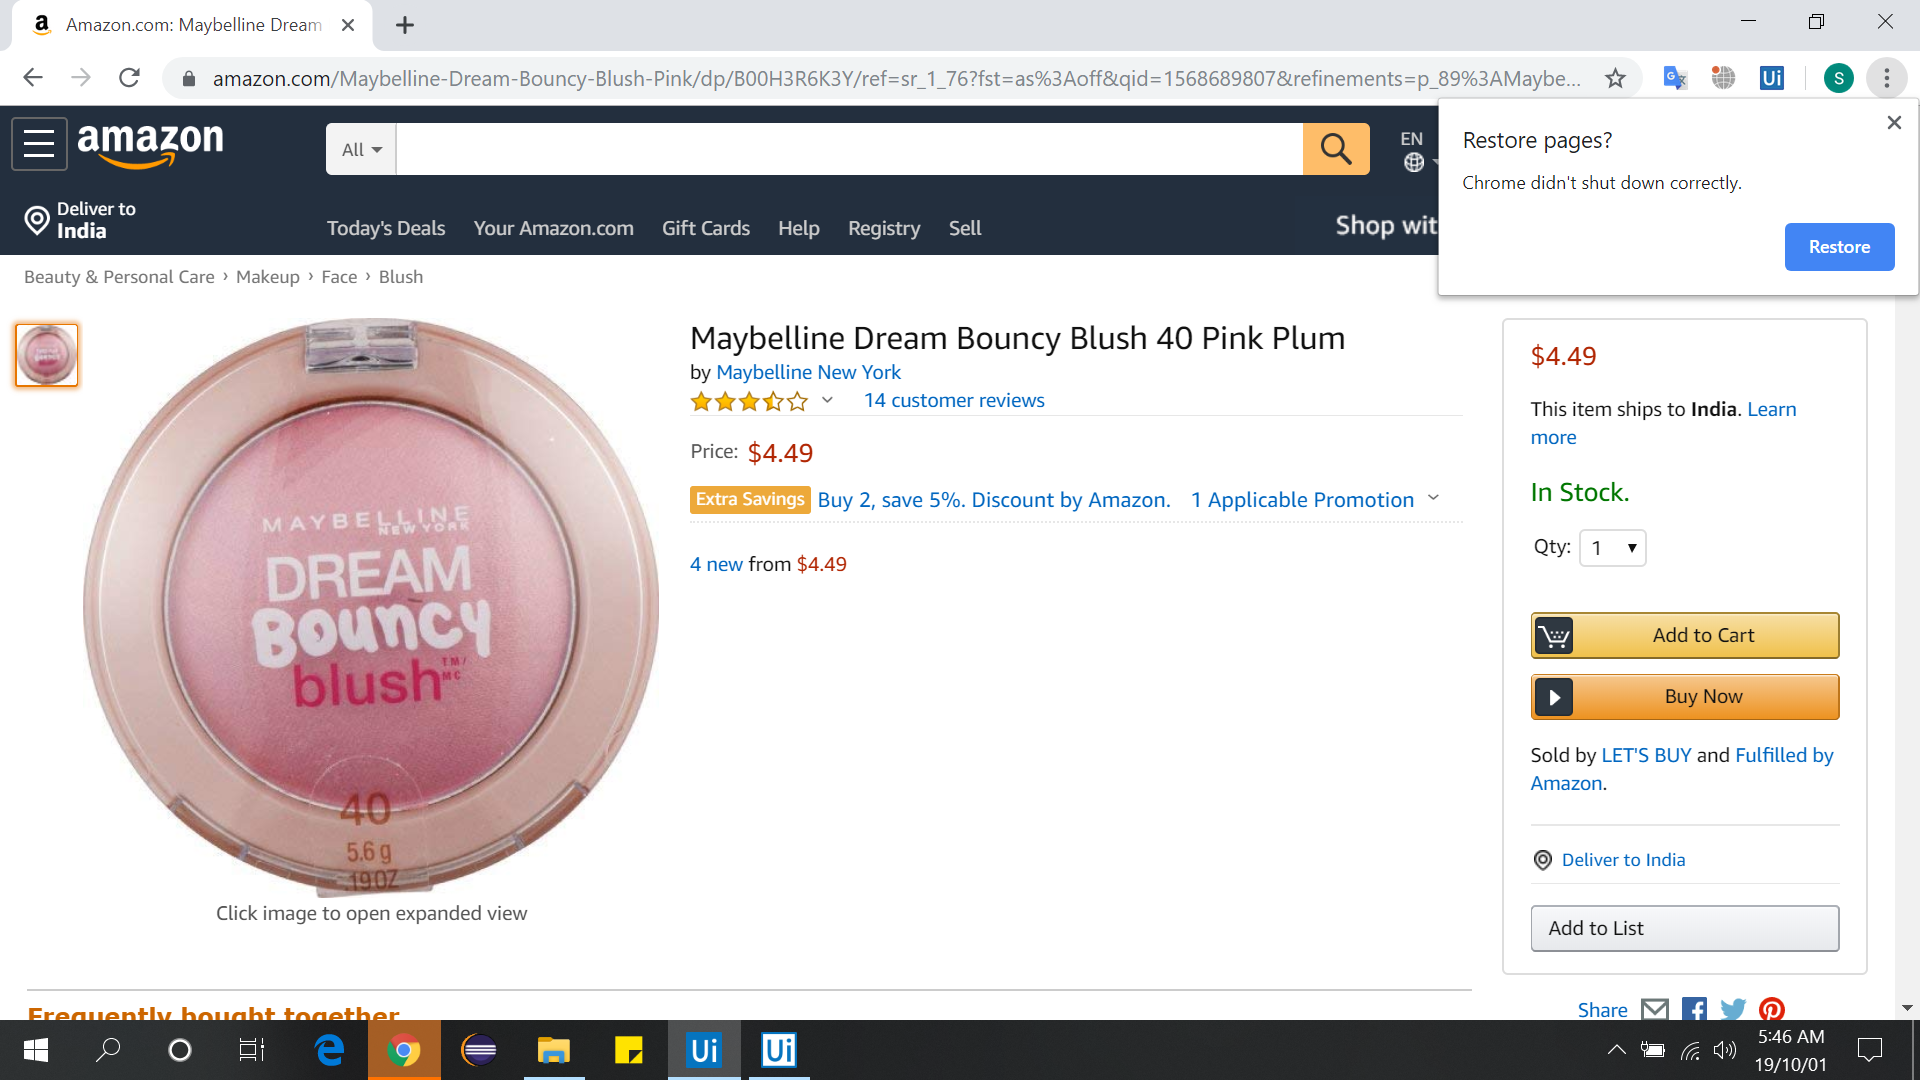 Amazon.com: Maybelline Dream
amazon.com/Maybelline-Dream-Bouncy-Blush-Pink/dp/B00H3R6K3Y/ref=sr_1_76?fst=as%3Aoff&qid=1568689807&refinements=p_89%3AMaybe...
Ui
S
Restore pages?
Chrome didn't shut down correctly.
Restore
amazon
All
EN
Deliver to
India
Today's Deals
Your Amazon.com
Gift Cards
Help
Registry
Sell
Shop wit
Beauty & Personal Care › Makeup › Face › Blush
MAYBELLINE
NEW YORK
DREAM
Bouncy
blush TM/MC
40
5.6 g
.19 OZ
Click image to open expanded view
Maybelline Dream Bouncy Blush 40 Pink Plum
by Maybelline New York
14 customer reviews
Price: $4.49
Extra Savings Buy 2, save 5%. Discount by Amazon. 1 Applicable Promotion
4 new from $4.49
$4.49
This item ships to India. Learn
more
In Stock.
Qty: 1
Add to Cart
Buy Now
Sold by LET'S BUY and Fulfilled by
Amazon.
Deliver to India
Add to List
Share
Frequently bought together
Ui
Ui
5:46 AM
19/10/01